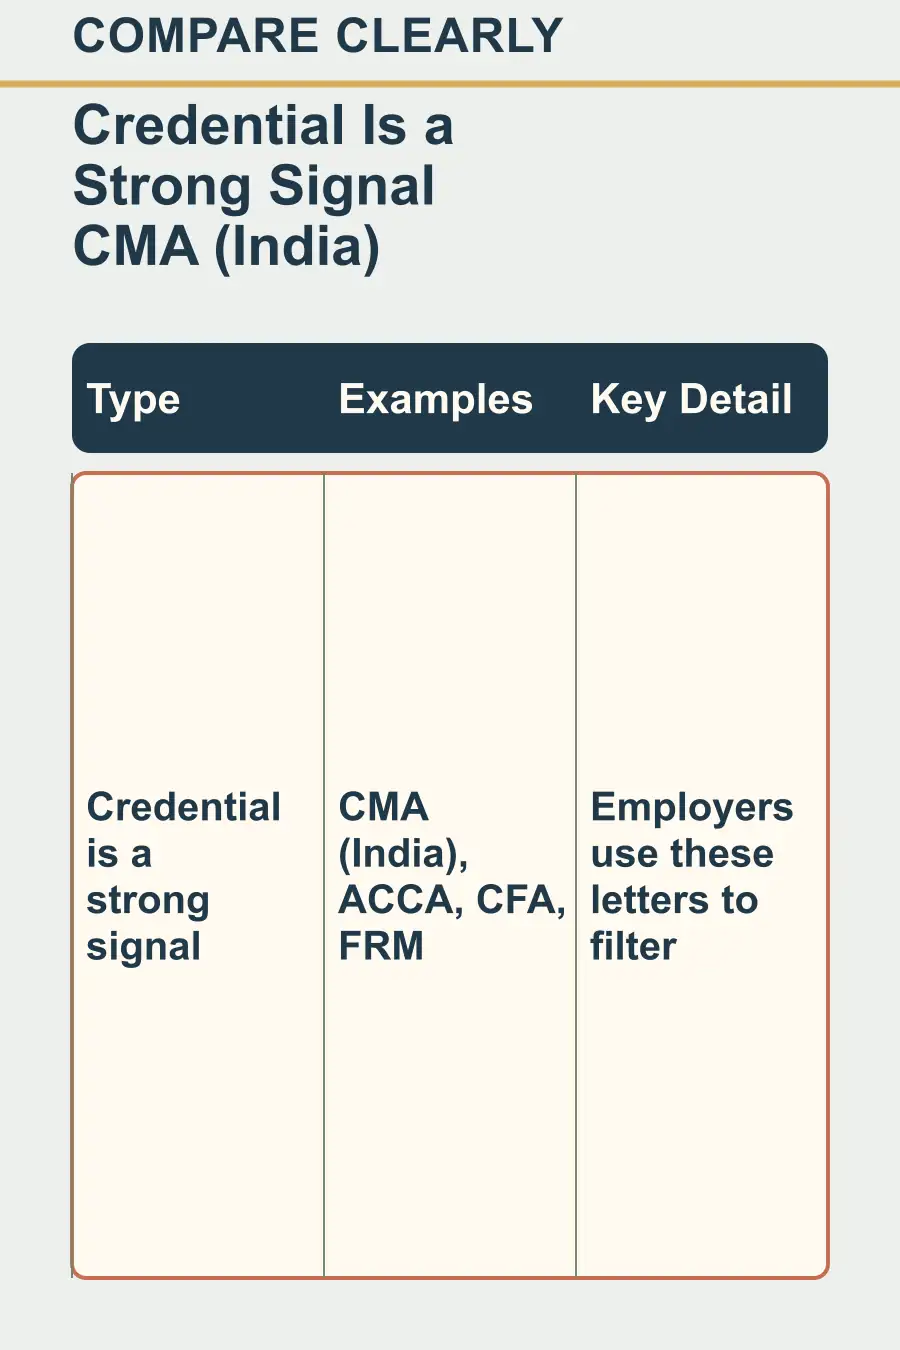 COMPARE CLEARLY
Credential Is a
Strong Signal
CMA (India)
Type Examples Key Detail
Credential
is a
strong
signal
CMA
(India),
ACCA, CFA,
FRM
Employers
use these
letters to
filter